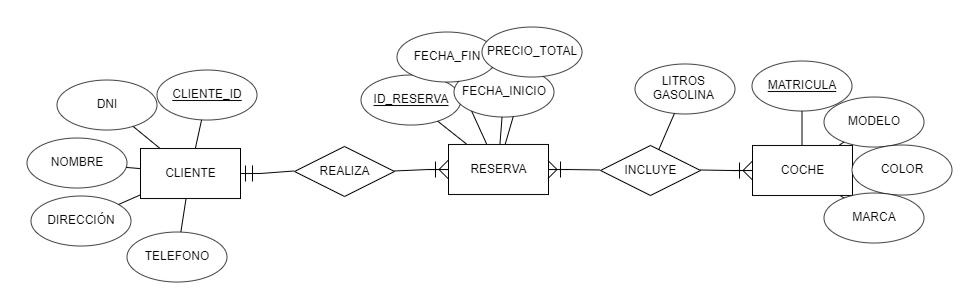 FECHA_FIN
PRECIO_TOTAL
DNI
CLIENTE_ID
ID_RESERVA
FECHA_INICIO
LITROS
GASOLINA
MATRICULA
MODELO
NOMBRE
CLIENTE
REALIZA
RESERVA
INCLUYE
COCHE
COLOR
DIRECCIÓN
MARCA
TELEFONO